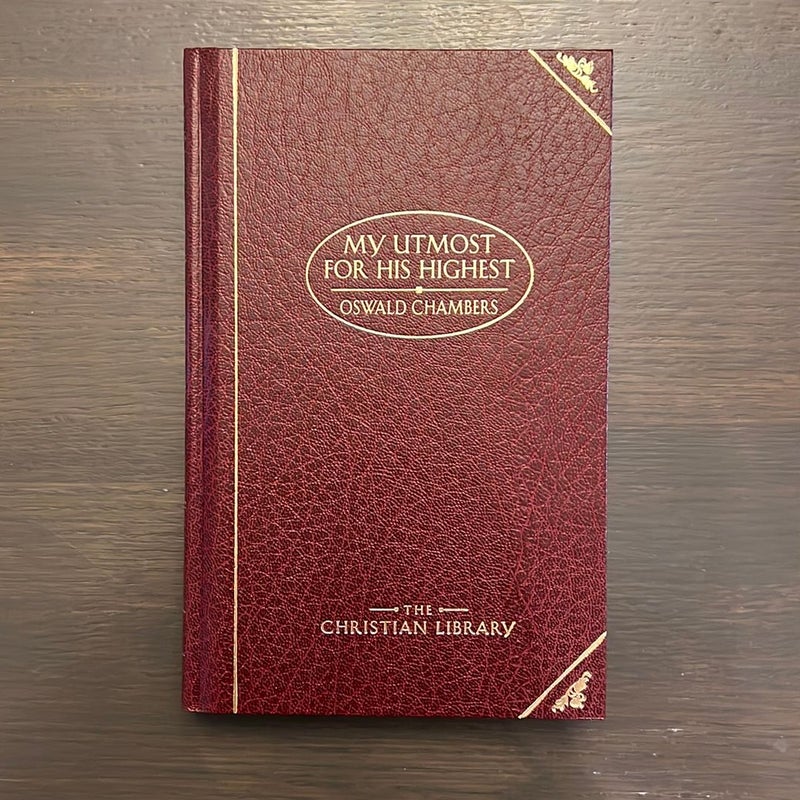 MY UTMOST
FOR HIS HIGHEST
OSWALD CHAMBERS
THE
CHRISTIAN LIBRARY